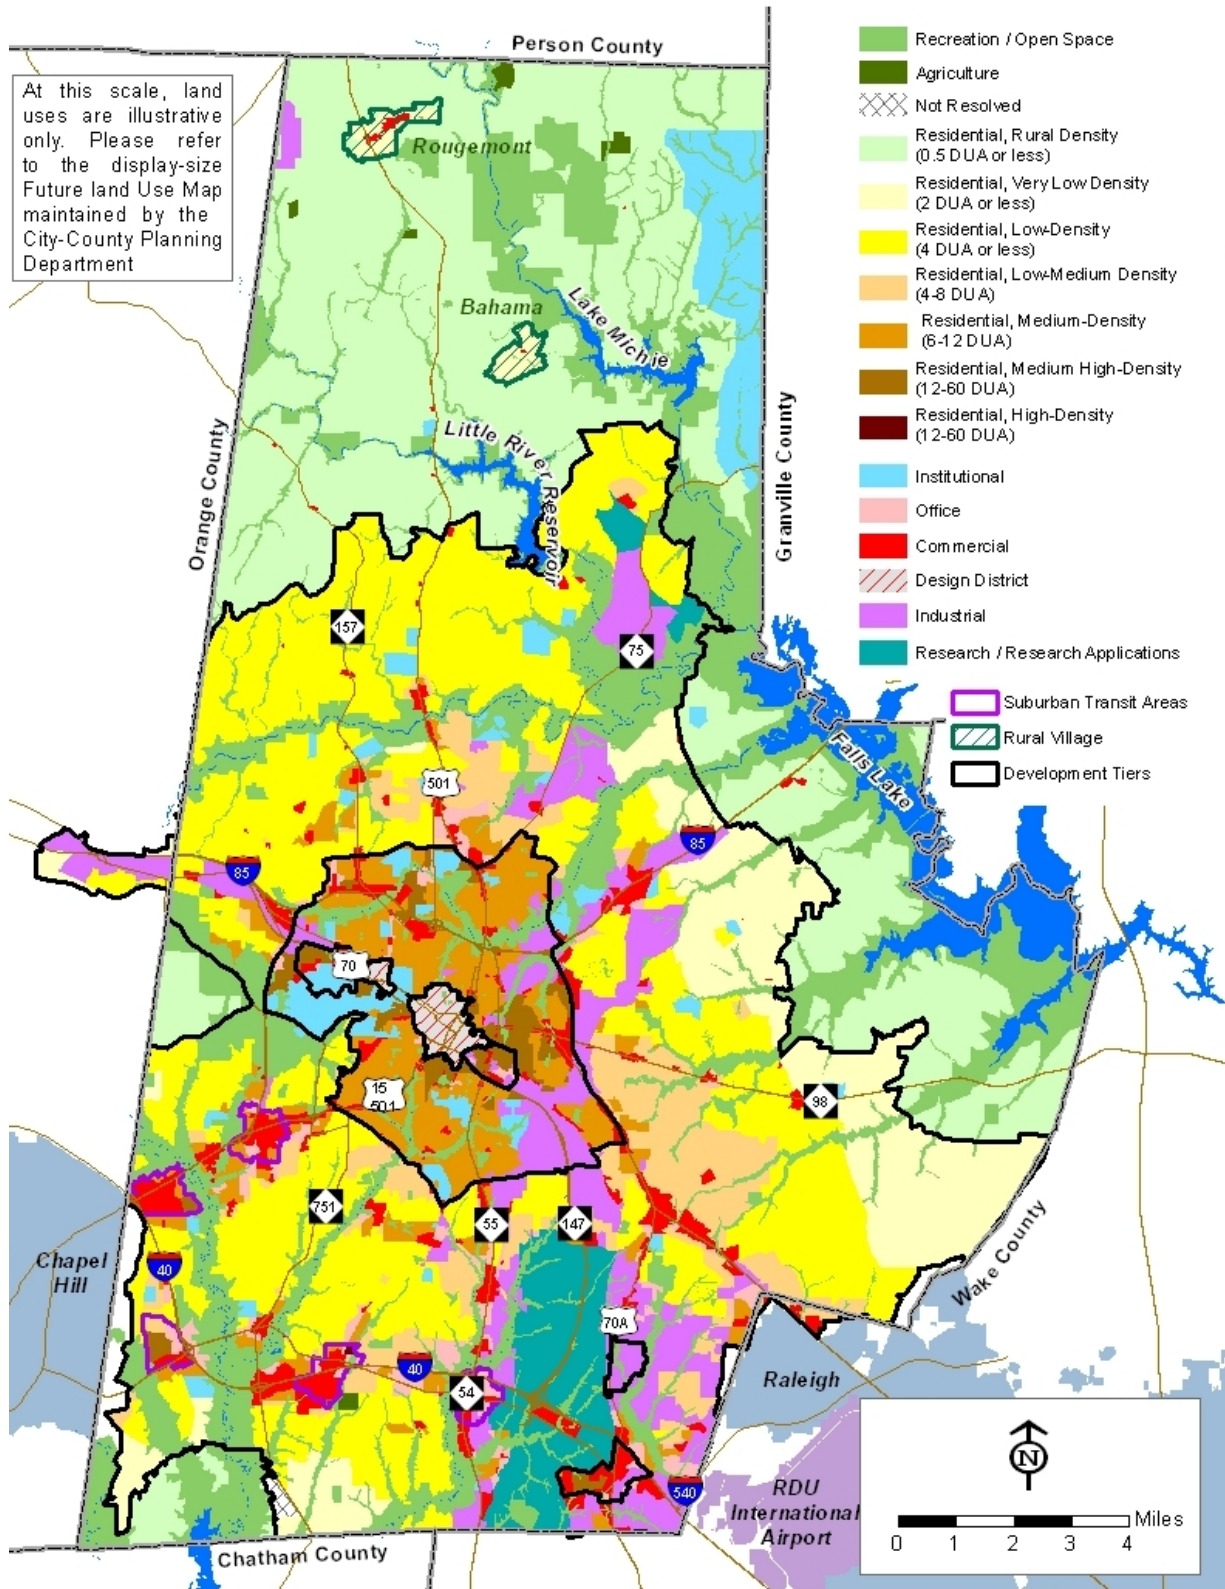 Person County
At this scale, land
uses are illustrative
only. Please refer
to the display-size
Future land Use Map
maintained by the
City-County Planning
Department
Rougemont
Bahama
Lake Michie
Little River Reservoir
Orange County
Granville County
157
75
501
Falls Lake
85
85
70
15
501
98
751
55
147
Chapel
Hill
40
70A
Wake County
40
54
Raleigh
540
RDU
International
Airport
Chatham County
Recreation / Open Space
Agriculture
Not Resolved
Residential, Rural Density
(0.5 DUA or less)
Residential, Very Low Density
(2 DUA or less)
Residential, Low-Density
(4 DUA or less)
Residential, Low-Medium Density
(4-8 DUA)
Residential, Medium-Density
(6-12 DUA)
Residential, Medium High-Density
(12-60 DUA)
Residential, High-Density
(12-60 DUA)
Institutional
Office
Commercial
Design District
Industrial
Research / Research Applications
Suburban Transit Areas
Rural Village
Development Tiers
N
Miles
0 1 2 3 4